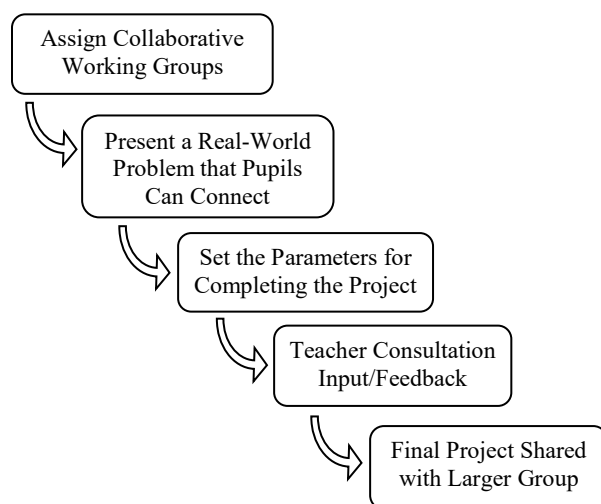 Assign Collaborative
Working Groups
Present a Real-World
Problem that Pupils
Can Connect
Set the Parameters for
Completing the Project
Teacher Consultation
Input/Feedback
Final Project Shared
with Larger Group